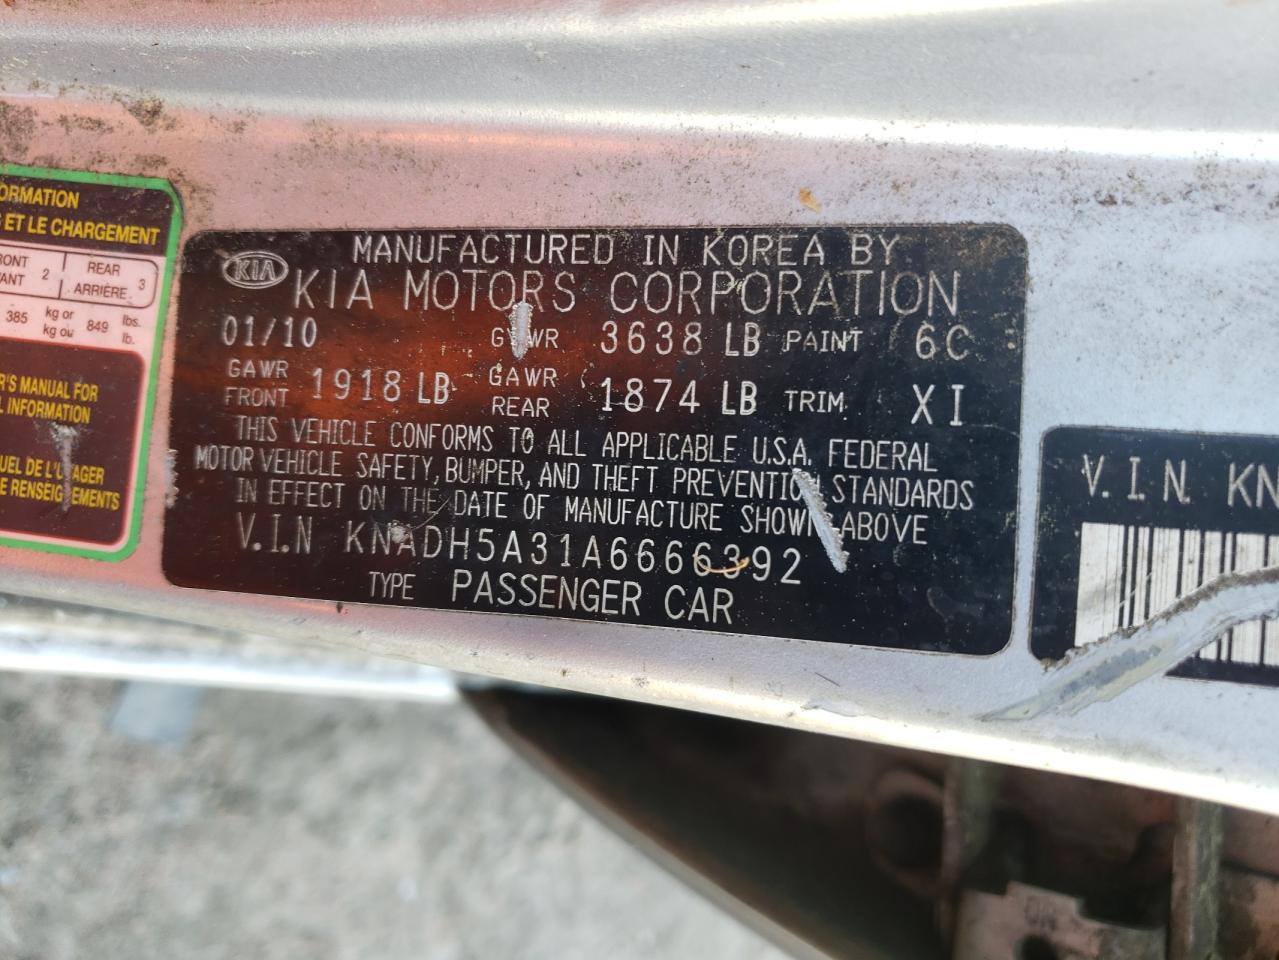 ORMATION
ET LE CHARGEMENT
RONT 2 REAR 3
ANT ARRIÈRE
385 kg or 849 lbs.
kg ou lb.
R'S MANUAL FOR
L INFORMATION
UEL DE L'U AGER
E RENSEIGNEMENTS
KIA
MANUFACTURED IN KOREA BY
KIA MOTORS CORPORATION
01/10 GVWR 3638 LB PAINT 6C
GAWR FRONT 1918 LB GAWR REAR 1874 LB TRIM XI
THIS VEHICLE CONFORMS TO ALL APPLICABLE U.S.A. FEDERAL
MOTOR VEHICLE SAFETY, BUMPER, AND THEFT PREVENTION STANDARDS
IN EFFECT ON THE DATE OF MANUFACTURE SHOWN ABOVE
V.I.N KNADH5A31A6666392
TYPE PASSENGER CAR
V.I.N. KN